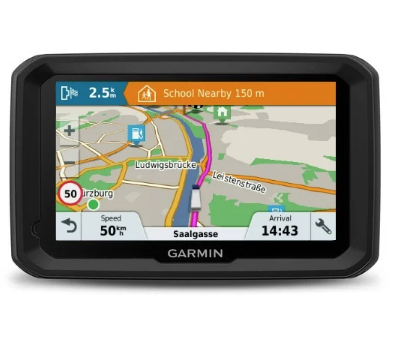 2.5 km
School Nearby 150 m
Ludwigsbrücke
Leistenstraße
50
urzburg
Speed
50 km/h
Saalgasse
Arrival
14:43
GARMIN